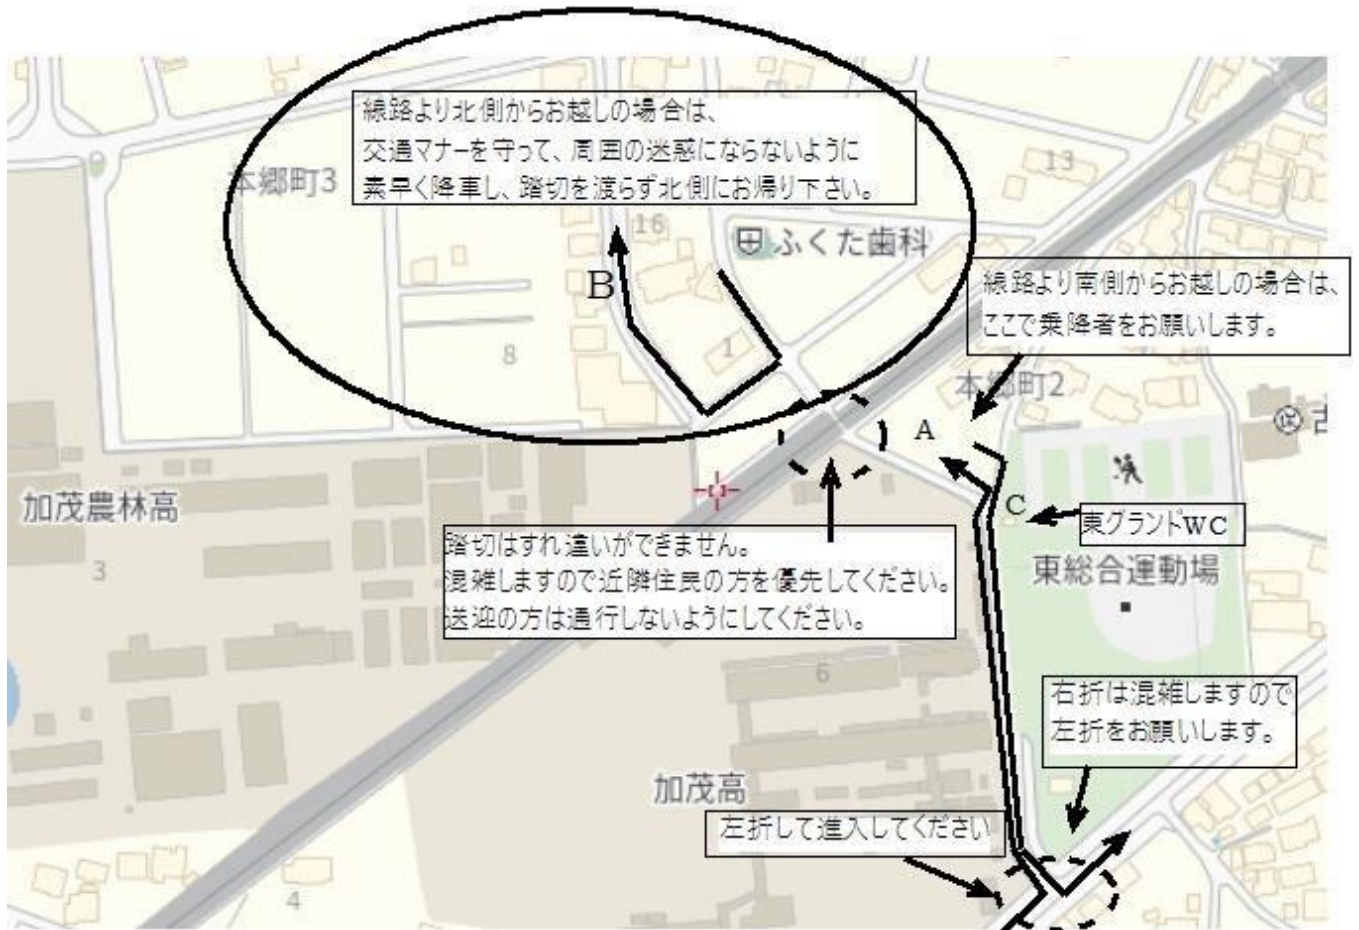 線路より北側からお越しの場合は、
交通マナーを守って、周囲の迷惑にならないように
素早く降車し、踏切を渡らず北側にお帰り下さい。
本郷町3
13
16
ふくた歯科
B
線路より南側からお越しの場合は、
ここで乗降者をお願いします。
1
8
本郷町2
A
古
加茂農林高
C
東グランドWC
踏切はすれ違いができません。
混雑しますので近隣住民の方を優先してください。
送迎の方は通行しないようにしてください。
3
東総合運動場
6
右折は混雑しますので
左折をお願いします。
加茂高
左折して進入してください
4